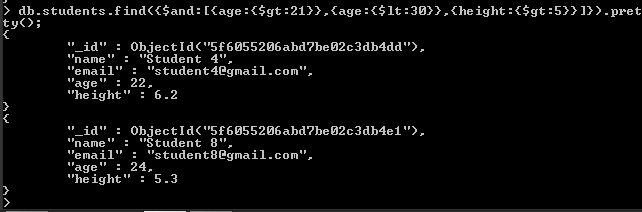 > db.students.find({$and:[{age:{$gt:21}},{age:{$lt:30}},{height:{$gt:5}}]}).pret
ty();
{
"_id" : ObjectId("5f6055206abd7be02c3db4dd"),
"name" : "Student 4",
"email" : "student4@gmail.com",
"age" : 22,
"height" : 6.2
}
{
"_id" : ObjectId("5f6055206abd7be02c3db4e1"),
"name" : "Student 8",
"email" : "student8@gmail.com",
"age" : 24,
"height" : 5.3
}
>